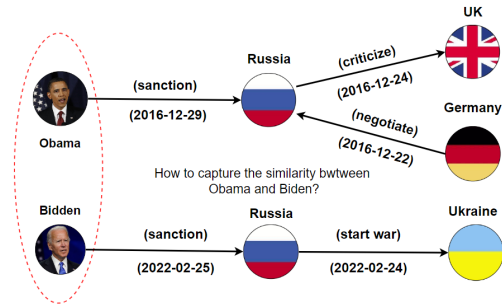 UK
Russia
(criticize)
(sanction)
(2016-12-24)
(2016-12-29)
Germany
(negotiate)
Obama
(2016-12-22)
How to capture the similarity bwtween
Obama and Biden?
Bidden
Russia
Ukraine
(sanction)
(start war)
(2022-02-25)
(2022-02-24)